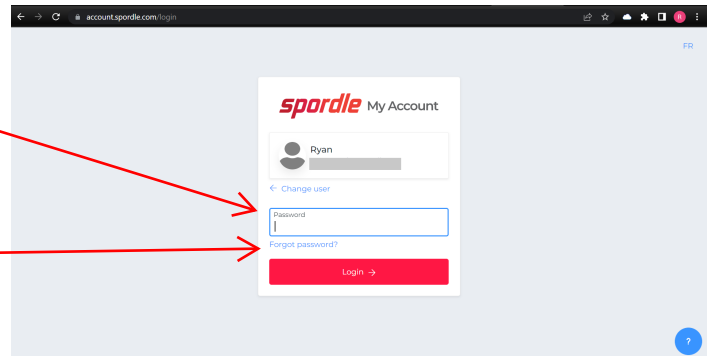 account.spordle.com/login
R
FR
spordle My Account
Ryan
← Change user
Password
Forgot password?
Login →
?